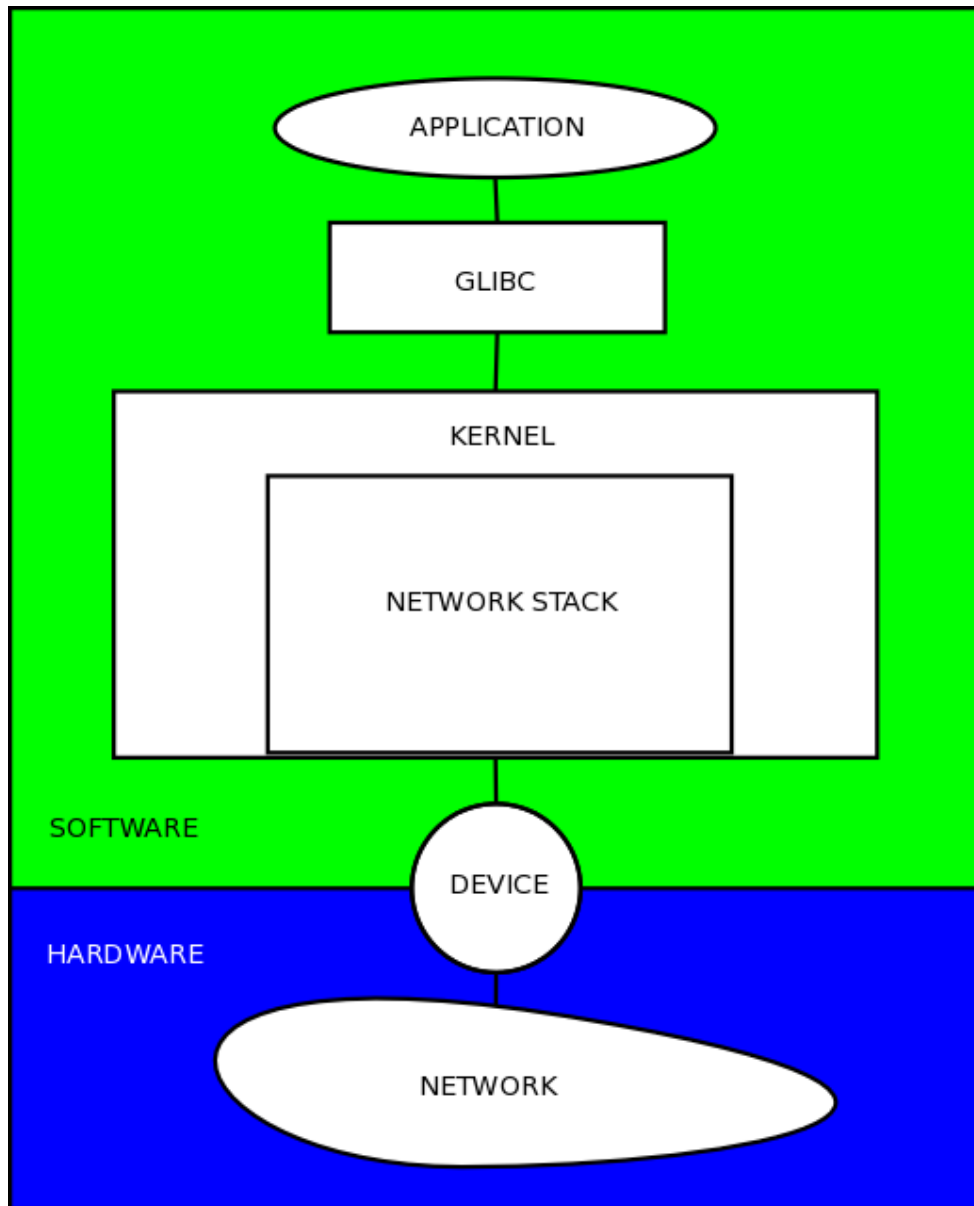 APPLICATION
GLIBC
KERNEL
NETWORK STACK
SOFTWARE
DEVICE
HARDWARE
NETWORK